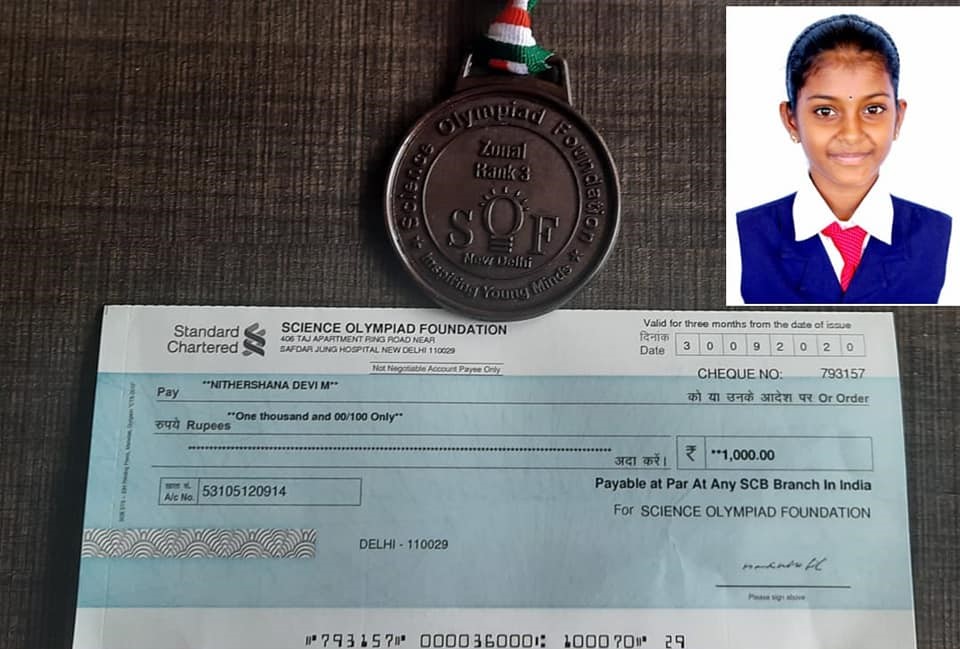 Science Olympiad Foundation
Zonal
Rank 3
SOF
New Delhi
★ Inspiring Young Minds ★
Standard
Chartered
SCIENCE OLYMPIAD FOUNDATION
406 TAJ APARTMENT RING ROAD NEAR
SAFDAR JUNG HOSPITAL NEW DELHI 110029
Not Negotiable Account Payee Only
Valid for three months from the date of issue
दिनांक
Date 3 0 0 9 2 0 2 0
CHEQUE NO: 793157
Pay **NITHERSHANA DEVI M**
को या उनके आदेश पर Or Order
रुपये Rupees **One thousand and 00/100 Only**
अदा करें। ₹ **1,000.00
खाता सं.
A/c No. 53105120914
Payable at Par At Any SCB Branch In India
For SCIENCE OLYMPIAD FOUNDATION
DELHI - 110029
Please sign above
⑈793157⑈ 000036000⑆ 100070⑈ 29